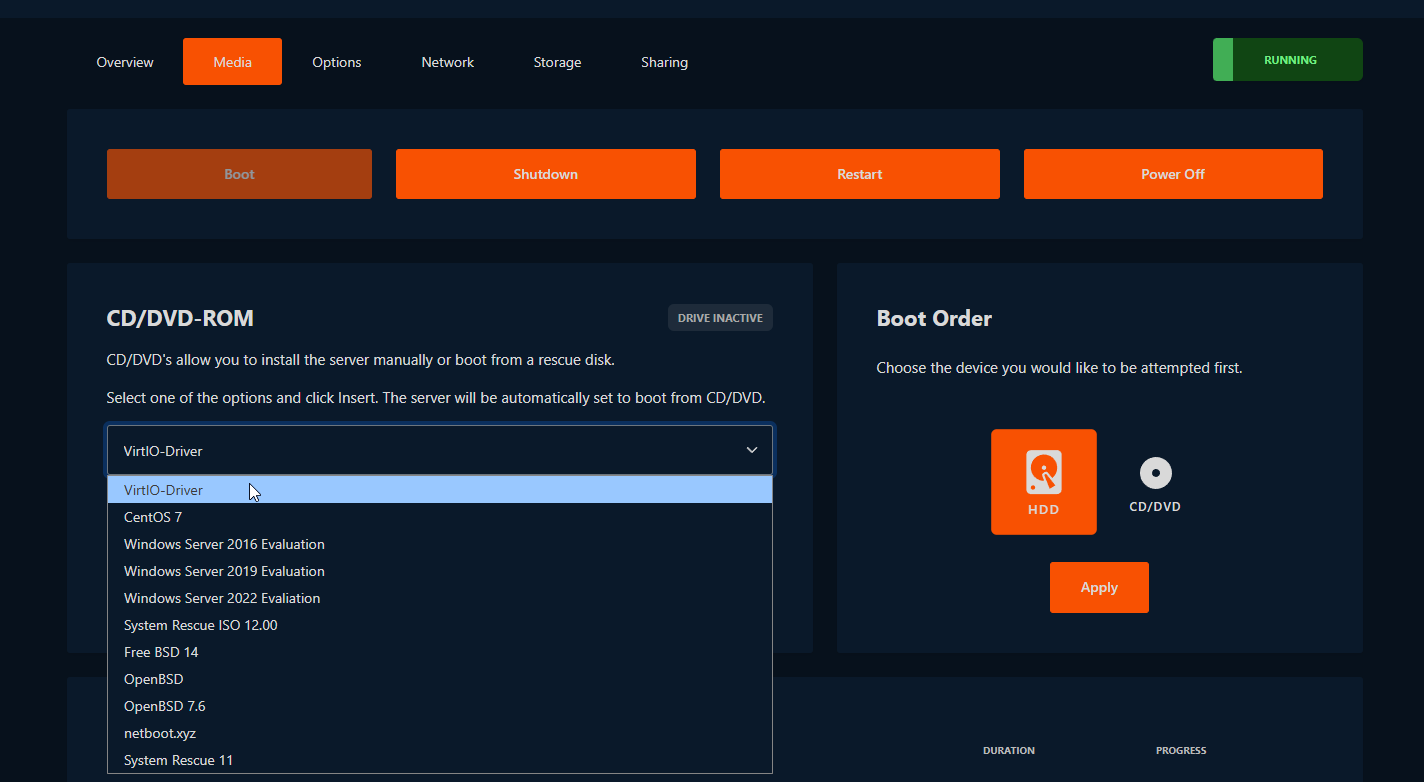 Overview
Media
Options
Network
Storage
Sharing
RUNNING
Boot
Shutdown
Restart
Power Off
CD/DVD-ROM
DRIVE INACTIVE
CD/DVD's allow you to install the server manually or boot from a rescue disk.
Select one of the options and click Insert. The server will be automatically set to boot from CD/DVD.
VirtIO-Driver
VirtIO-Driver
CentOS 7
Windows Server 2016 Evaluation
Windows Server 2019 Evaluation
Windows Server 2022 Evaliation
System Rescue ISO 12.00
Free BSD 14
OpenBSD
OpenBSD 7.6
netboot.xyz
System Rescue 11
Boot Order
Choose the device you would like to be attempted first.
HDD
CD/DVD
Apply
DURATION
PROGRESS